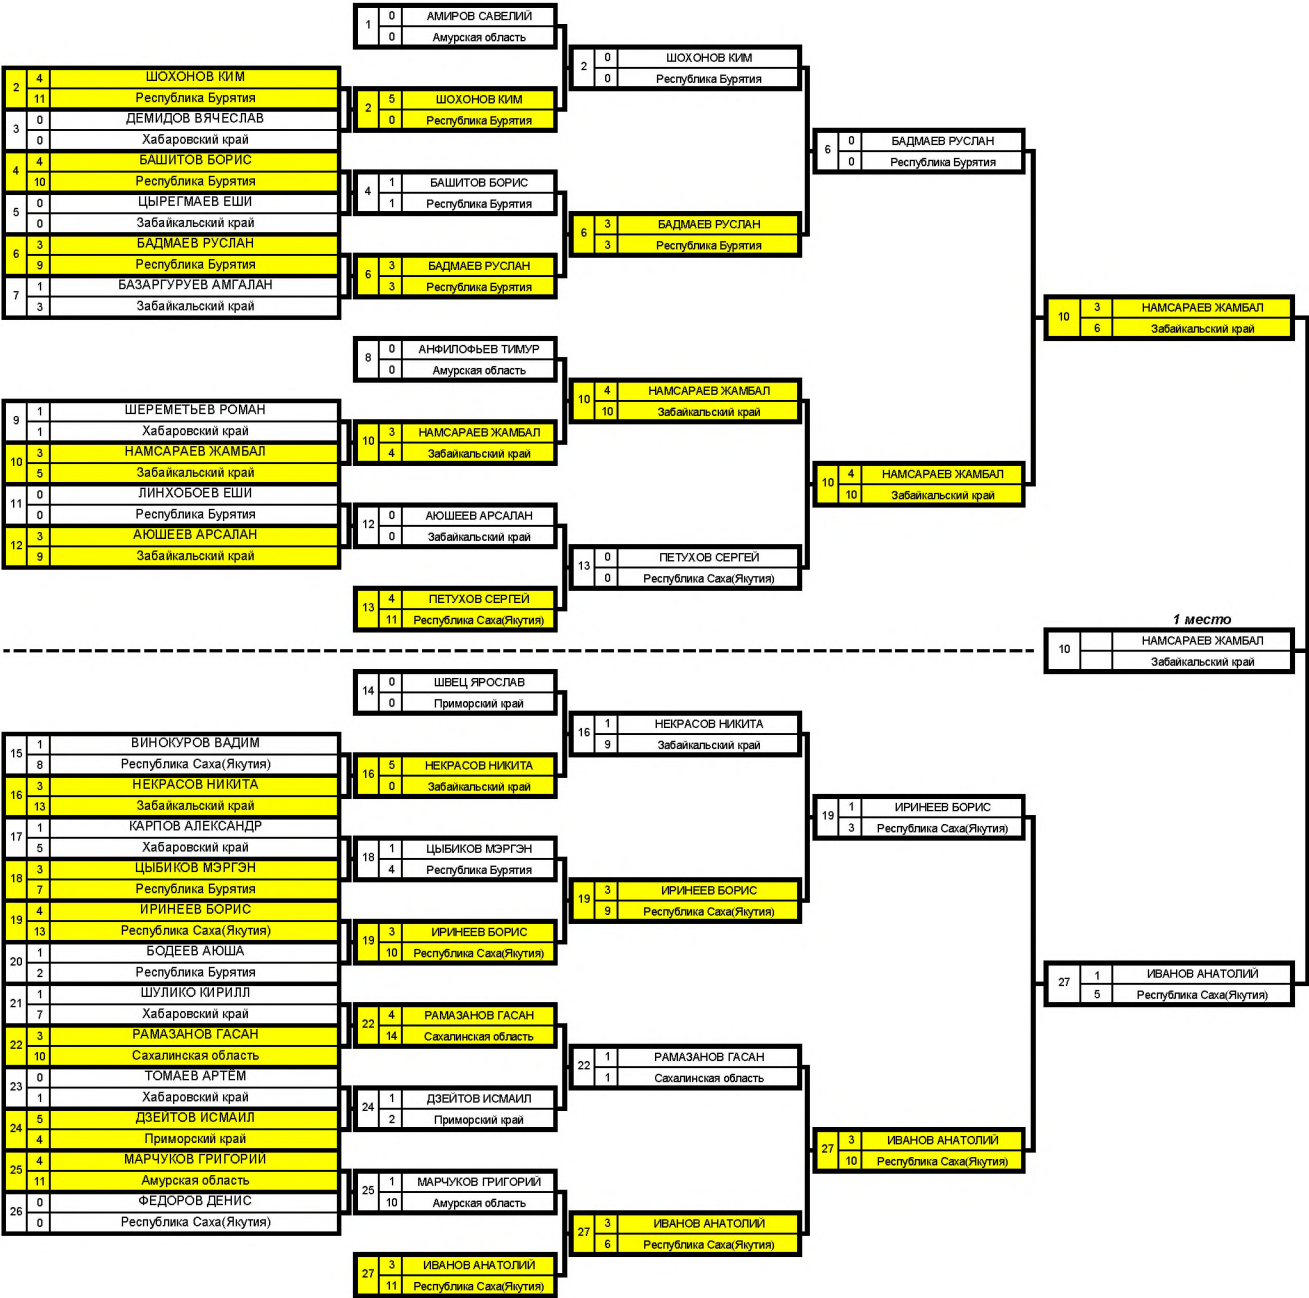 1 0 АМИРОВ САВЕЛИЙ
0 Амурская область
2 4 ШОХОНОВ КИМ
11 Республика Бурятия
3 0 ДЕМИДОВ ВЯЧЕСЛАВ
0 Хабаровский край
4 4 БАШИТОВ БОРИС
10 Республика Бурятия
5 0 ЦЫРЕГМАЕВ ЕШИ
0 Забайкальский край
6 3 БАДМАЕВ РУСЛАН
9 Республика Бурятия
7 1 БАЗАРГУРУЕВ АМГАЛАН
3 Забайкальский край
2 5 ШОХОНОВ КИМ
0 Республика Бурятия
4 1 БАШИТОВ БОРИС
1 Республика Бурятия
6 3 БАДМАЕВ РУСЛАН
3 Республика Бурятия
2 0 ШОХОНОВ КИМ
0 Республика Бурятия
6 3 БАДМАЕВ РУСЛАН
3 Республика Бурятия
6 0 БАДМАЕВ РУСЛАН
0 Республика Бурятия
8 0 АНФИЛОФЬЕВ ТИМУР
0 Амурская область
9 1 ШЕРЕМЕТЬЕВ РОМАН
1 Хабаровский край
10 3 НАМСАРАЕВ ЖАМБАЛ
5 Забайкальский край
11 0 ЛИНХОБОЕВ ЕШИ
0 Республика Бурятия
12 3 АЮШЕЕВ АРСАЛАН
9 Забайкальский край
10 3 НАМСАРАЕВ ЖАМБАЛ
4 Забайкальский край
12 0 АЮШЕЕВ АРСАЛАН
0 Забайкальский край
13 4 ПЕТУХОВ СЕРГЕЙ
11 Республика Саха(Якутия)
10 4 НАМСАРАЕВ ЖАМБАЛ
10 Забайкальский край
13 0 ПЕТУХОВ СЕРГЕЙ
0 Республика Саха(Якутия)
10 4 НАМСАРАЕВ ЖАМБАЛ
10 Забайкальский край
10 3 НАМСАРАЕВ ЖАМБАЛ
6 Забайкальский край
1 место
10 НАМСАРАЕВ ЖАМБАЛ
Забайкальский край
14 0 ШВЕЦ ЯРОСЛАВ
0 Приморский край
15 1 ВИНОКУРОВ ВАДИМ
8 Республика Саха(Якутия)
16 3 НЕКРАСОВ НИКИТА
13 Забайкальский край
17 1 КАРПОВ АЛЕКСАНДР
5 Хабаровский край
18 3 ЦЫБИКОВ МЭРГЭН
7 Республика Бурятия
19 4 ИРИНЕЕВ БОРИС
13 Республика Саха(Якутия)
20 1 БОДЕЕВ АЮША
2 Республика Бурятия
21 1 ШУЛИКО КИРИЛЛ
7 Хабаровский край
22 3 РАМАЗАНОВ ГАСАН
10 Сахалинская область
23 0 ТОМАЕВ АРТЁМ
1 Хабаровский край
24 5 ДЗЕЙТОВ ИСМАИЛ
4 Приморский край
25 4 МАРЧУКОВ ГРИГОРИЙ
11 Амурская область
26 0 ФЕДОРОВ ДЕНИС
0 Республика Саха(Якутия)
16 5 НЕКРАСОВ НИКИТА
0 Забайкальский край
18 1 ЦЫБИКОВ МЭРГЭН
4 Республика Бурятия
19 3 ИРИНЕЕВ БОРИС
10 Республика Саха(Якутия)
22 4 РАМАЗАНОВ ГАСАН
14 Сахалинская область
24 1 ДЗЕЙТОВ ИСМАИЛ
2 Приморский край
25 1 МАРЧУКОВ ГРИГОРИЙ
10 Амурская область
27 3 ИВАНОВ АНАТОЛИЙ
11 Республика Саха(Якутия)
16 1 НЕКРАСОВ НИКИТА
9 Забайкальский край
19 3 ИРИНЕЕВ БОРИС
9 Республика Саха(Якутия)
22 1 РАМАЗАНОВ ГАСАН
1 Сахалинская область
27 3 ИВАНОВ АНАТОЛИЙ
6 Республика Саха(Якутия)
19 1 ИРИНЕЕВ БОРИС
3 Республика Саха(Якутия)
27 3 ИВАНОВ АНАТОЛИЙ
10 Республика Саха(Якутия)
27 1 ИВАНОВ АНАТОЛИЙ
5 Республика Саха(Якутия)